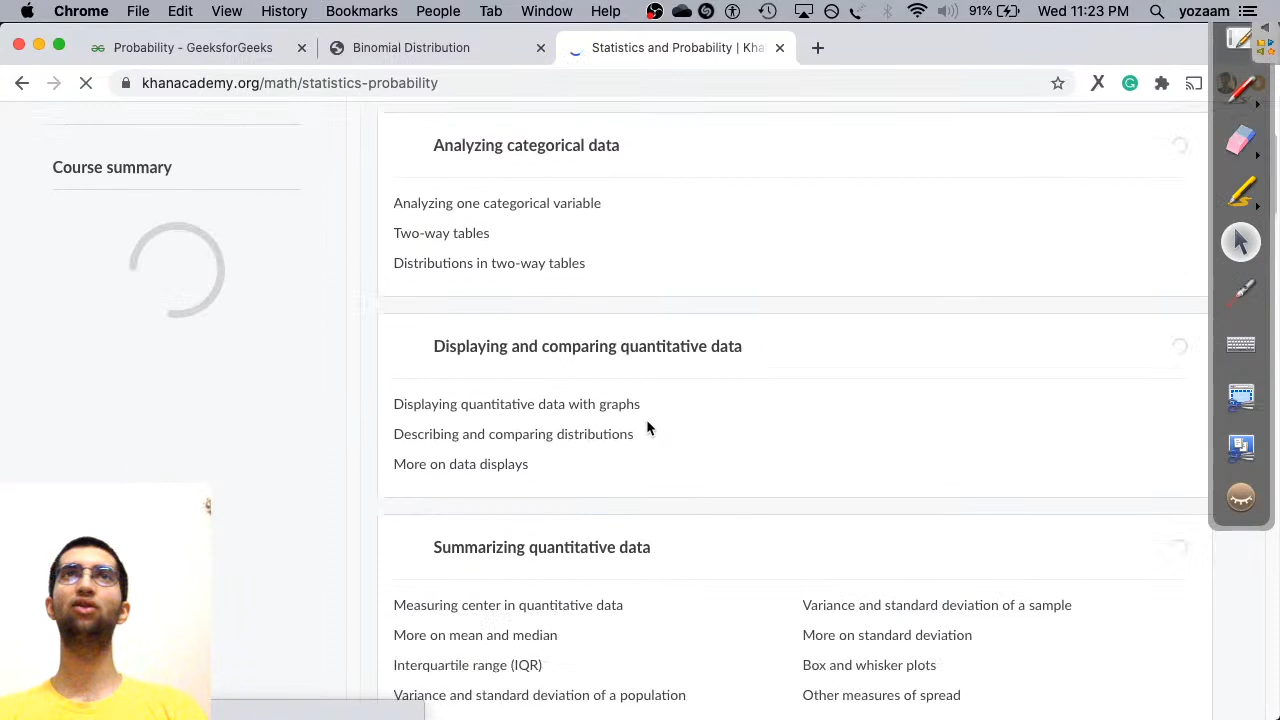 Chrome File Edit View History Bookmarks People Tab Window Help 91% Wed 11:23 PM yozaam
Probability - GeeksforGeeks Binomial Distribution Statistics and Probability | Kha
khanacademy.org/math/statistics-probability
Course summary
Analyzing categorical data
Analyzing one categorical variable
Two-way tables
Distributions in two-way tables
Displaying and comparing quantitative data
Displaying quantitative data with graphs
Describing and comparing distributions
More on data displays
Summarizing quantitative data
Measuring center in quantitative data
More on mean and median
Interquartile range (IQR)
Variance and standard deviation of a population
Variance and standard deviation of a sample
More on standard deviation
Box and whisker plots
Other measures of spread